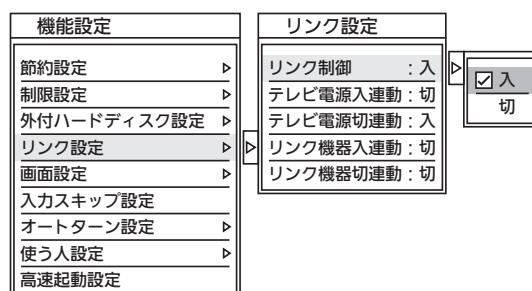 機能設定
節約設定
制限設定
外付ハードディスク設定
リンク設定
画面設定
入力スキップ設定
オートターン設定
使う人設定
高速起動設定
リンク設定
リンク制御 : 入
テレビ電源入連動 : 切
テレビ電源切連動 : 入
リンク機器入連動 : 切
リンク機器切連動 : 切
入
切